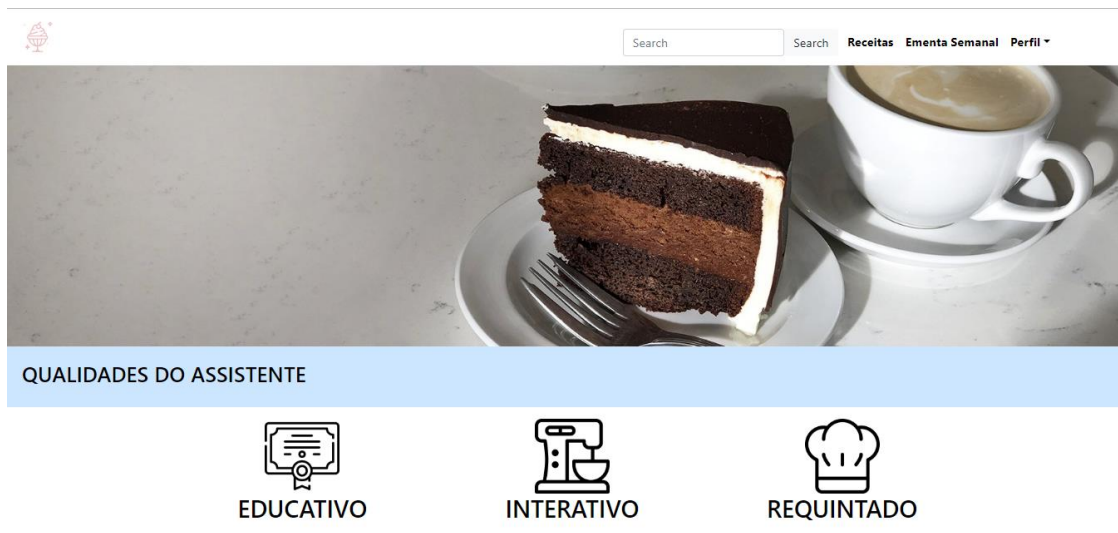 Search Search Receitas Ementa Semanal Perfil
QUALIDADES DO ASSISTENTE
EDUCATIVO INTERATIVO REQUINTADO